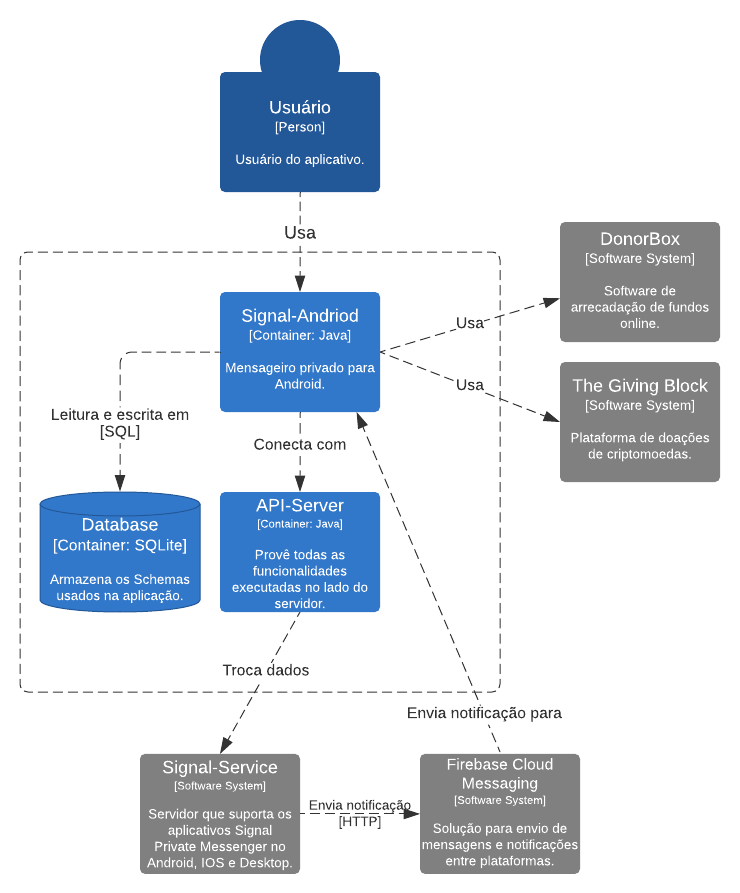 Usuário
[Person]
Usuário do aplicativo.
Usa
DonorBox
[Software System]
Software de
arrecadação de fundos
online.
Signal-Andriod
[Container: Java]
Mensageiro privado para
Android.
Usa
Usa
The Giving Block
[Software System]
Plataforma de doações
de criptomoedas.
Leitura e escrita em
[SQL]
Conecta com
Database
[Container: SQLite]
Armazena os Schemas
usados na aplicação.
API-Server
[Container: Java]
Provê todas as
funcionalidades
executadas no lado do
servidor.
Troca dados
Envia notificação para
Signal-Service
[Software System]
Servidor que suporta os
aplicativos Signal
Private Messenger no
Android, IOS e Desktop.
Envia notificação
[HTTP]
Firebase Cloud
Messaging
[Software System]
Solução para envio de
mensagens e notificações
entre plataformas.